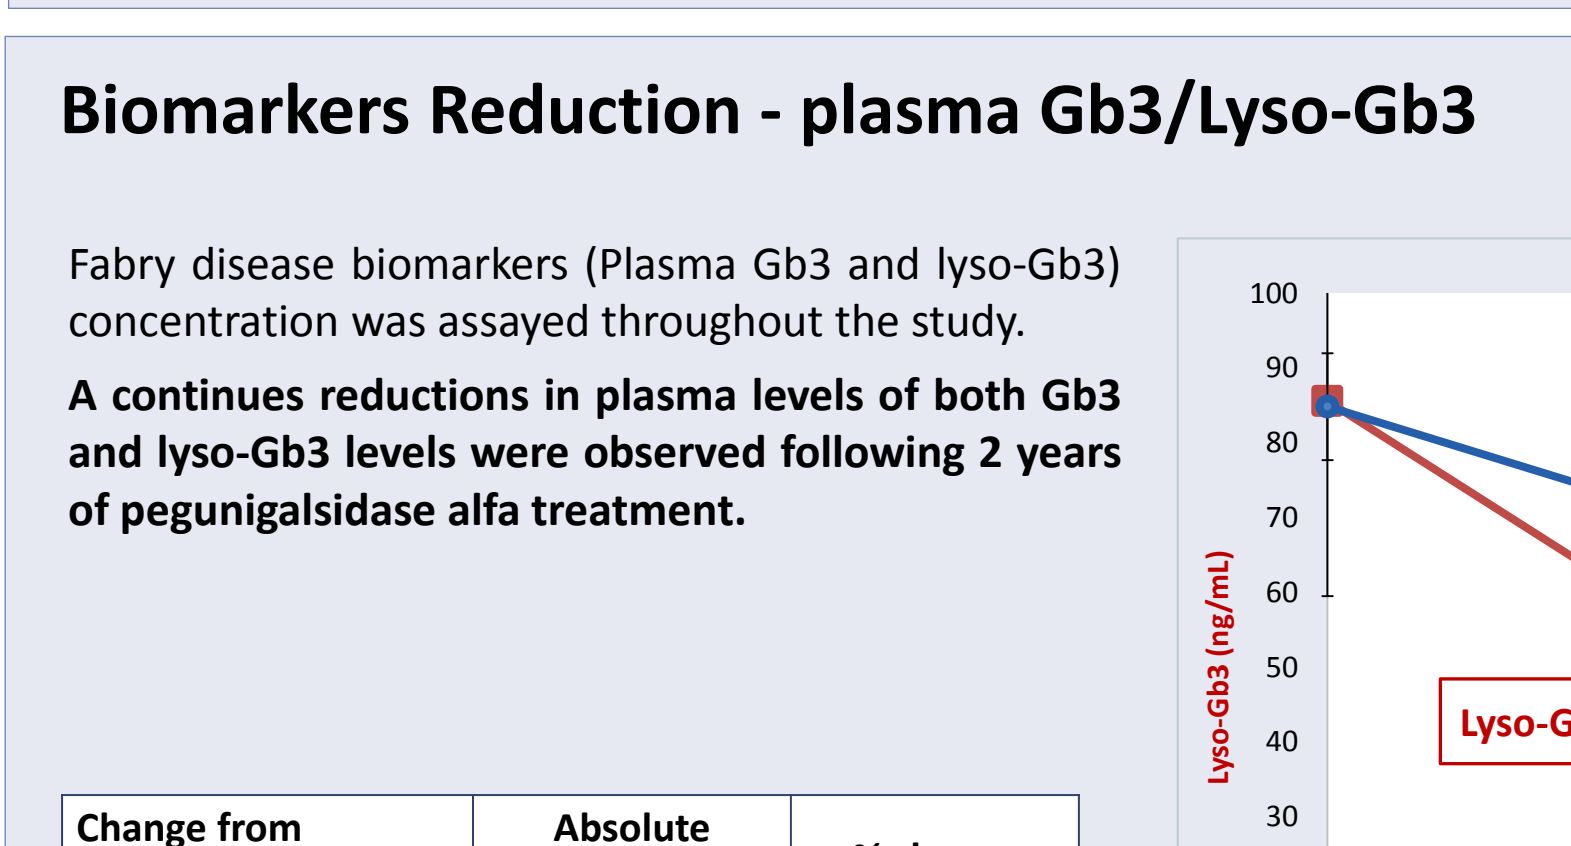 Biomarkers Reduction - plasma Gb3/Lyso-Gb3
Fabry disease biomarkers (Plasma Gb3 and lyso-Gb3)
concentration was assayed throughout the study.
A continues reductions in plasma levels of both Gb3
and lyso-Gb3 levels were observed following 2 years
of pegunigalsidase alfa treatment.
Change from
Absolute
100
90
80
70
60
50
40
30
Lyso-Gb3 (ng/mL)
Lyso-G